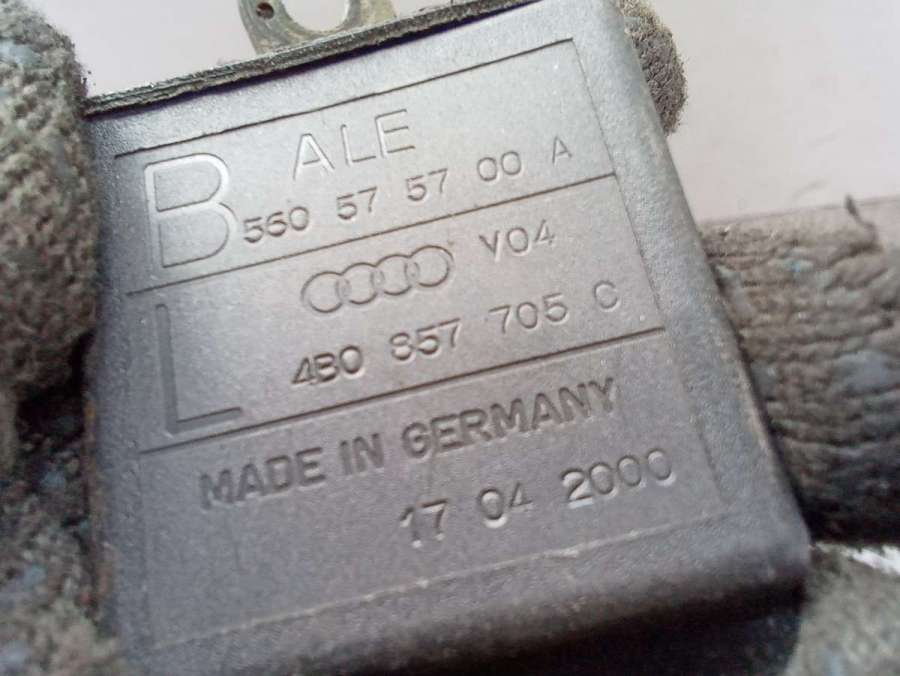 B ALE
560 57 57 00 A
V04
L 4B0 857 705 C
MADE IN GERMANY
17 04 2000